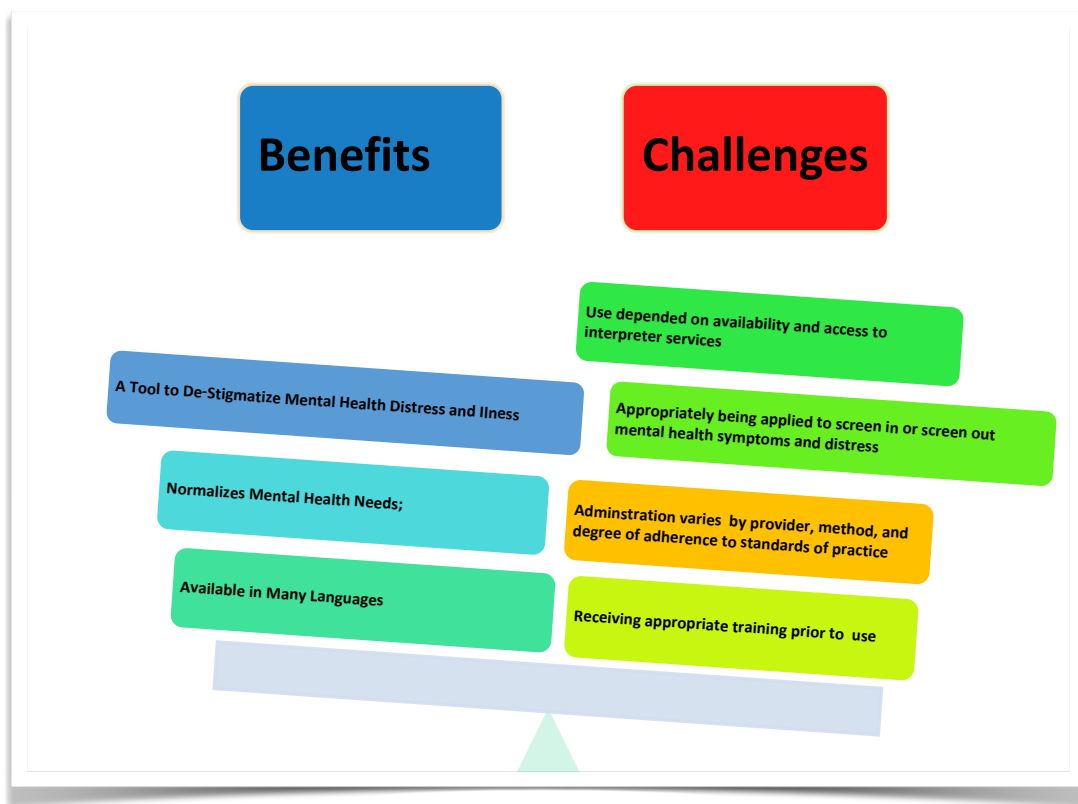 Benefits
Challenges
A Tool to De-Stigmatize Mental Health Distress and Ilness
Normalizes Mental Health Needs;
Available in Many Languages
Use depended on availability and access to
interpreter services
Appropriately being applied to screen in or screen out
mental health symptoms and distress
Adminstration varies  by provider, method, and
degree of adherence to standards of practice
Receiving appropriate training prior to  use